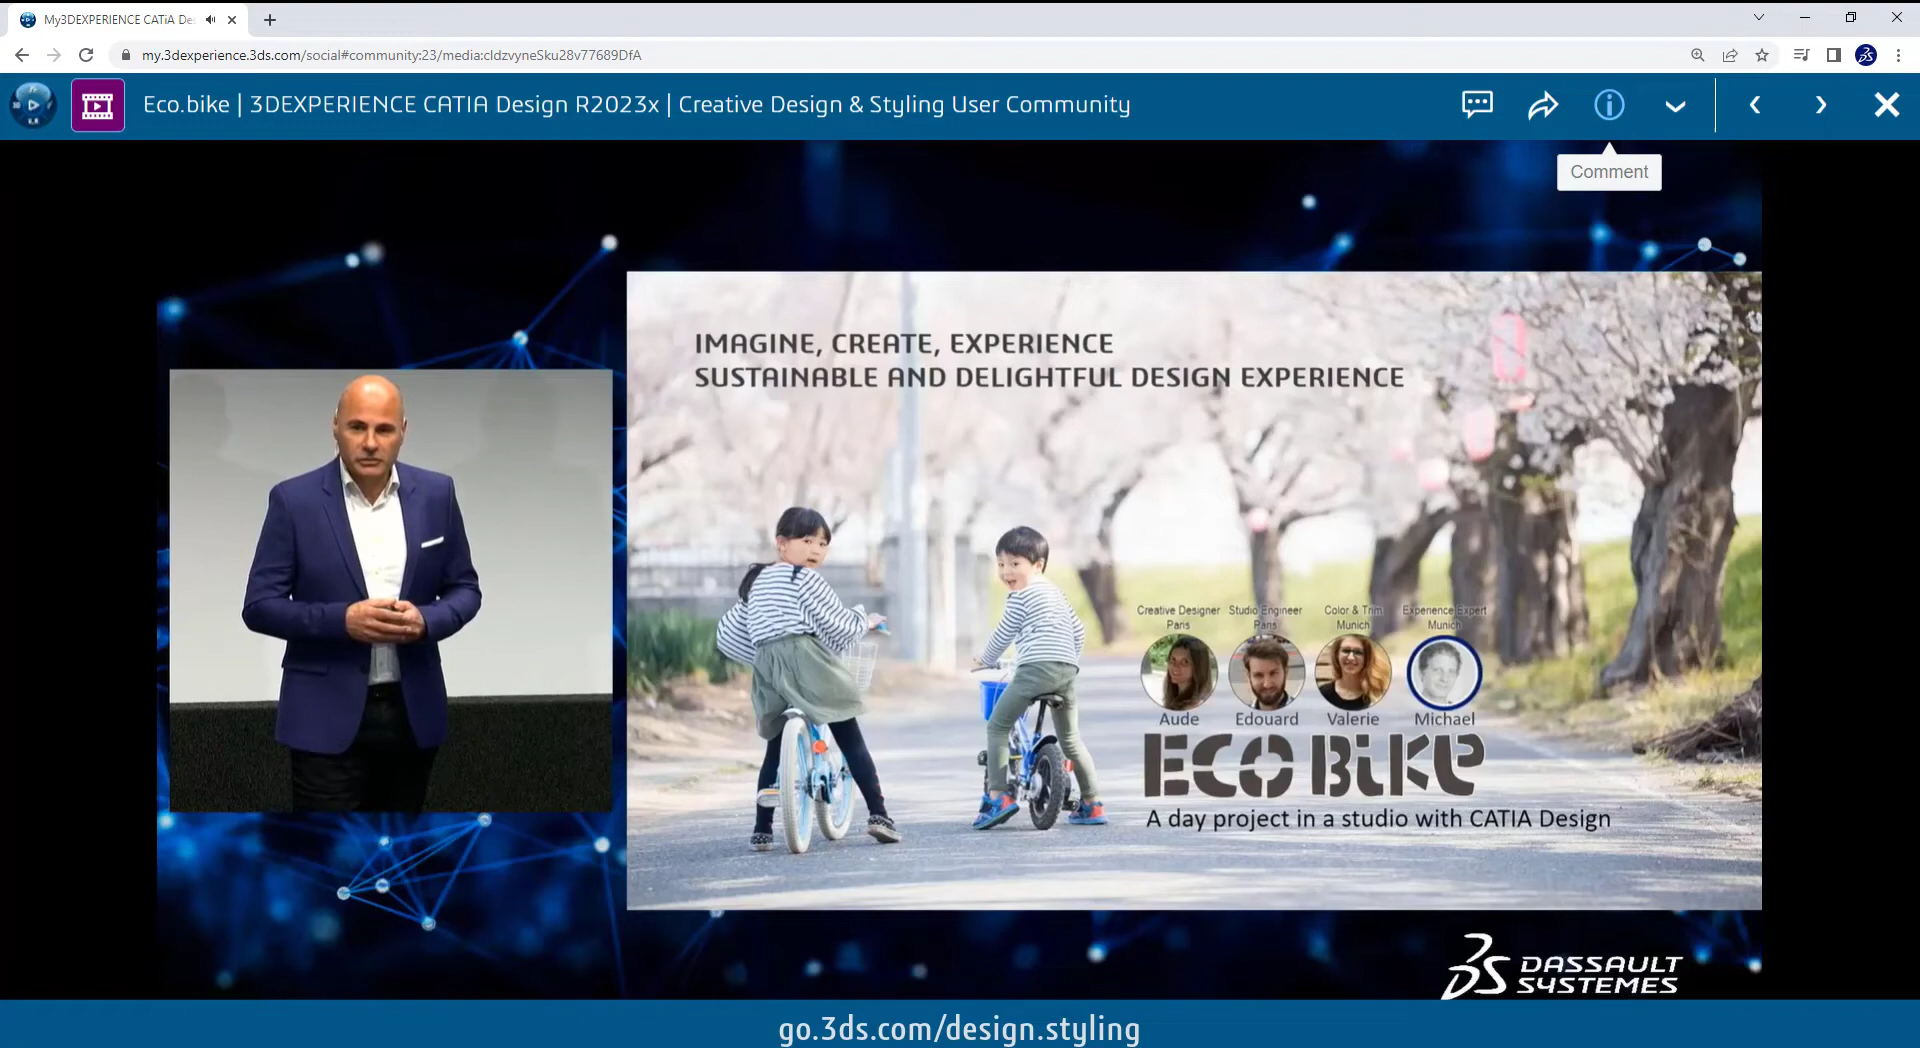 My3DEXPERIENCE CATiA De
my.3dexperience.3ds.com/social#community:23/media:cldzvyneSku28v77689DfA
Eco.bike | 3DEXPERIENCE CATIA Design R2023x | Creative Design & Styling User Community
Comment
IMAGINE, CREATE, EXPERIENCE
SUSTAINABLE AND DELIGHTFUL DESIGN EXPERIENCE
Creative Designer
Paris
Studio Engineer
Paris
Color & Trim
Munich
Experience Expert
Munich
Aude
Edouard
Valerie
Michael
ECO BiKe
A day project in a studio with CATIA Design
3DS DASSAULT
SYSTEMES
go.3ds.com/design.styling